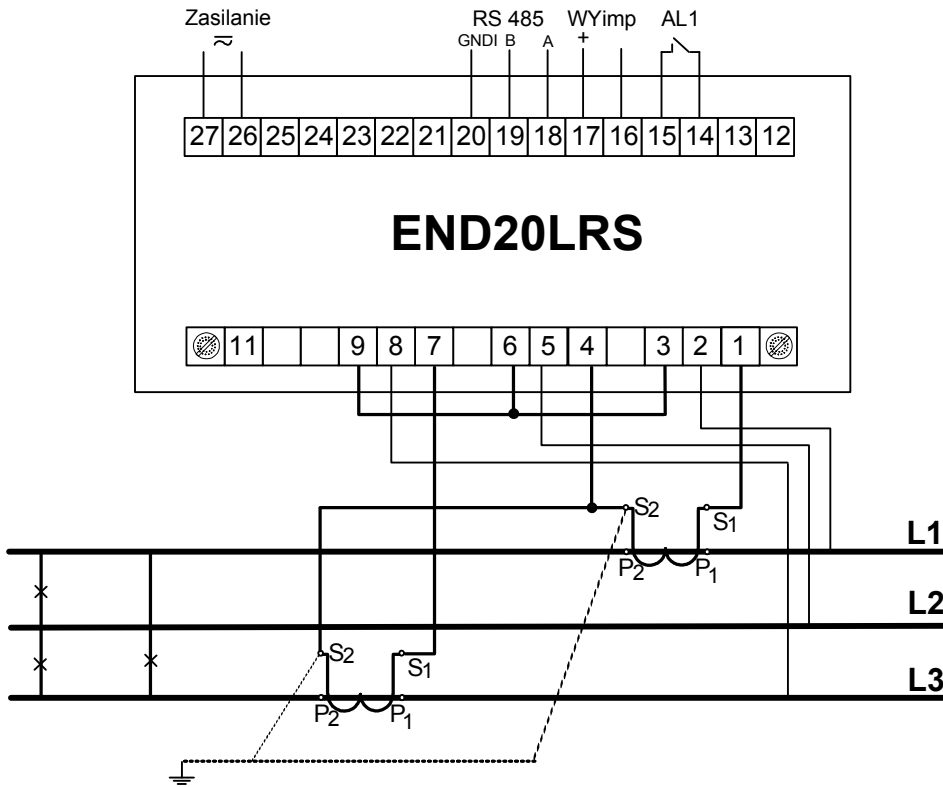 Zasilanie RS 485 WYimp AL1
GNDI B A +
27 26 25 24 23 22 21 20 19 18 17 16 15 14 13 12
END20LRS
11 9 8 7 6 5 4 3 2 1
S2 S1
L1
P2 P1
L2
S2 S1
L3
P2 P1